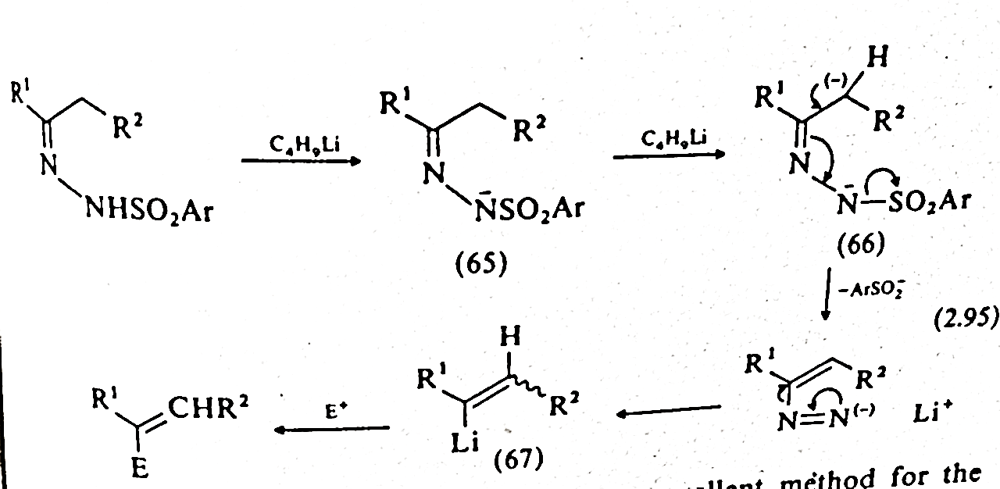 R¹ R² N NHSO₂Ar
C₄H₉Li
R¹ R² N N̄SO₂Ar
(65)
C₄H₉Li
H (-) R¹ R² N N̄—SO₂Ar
(66)
-ArSO₂⁻
(2.95)
R¹ R² N=N(-) Li⁺
H R¹ R² Li (67)
E⁺
R¹ CHR² E
method for the